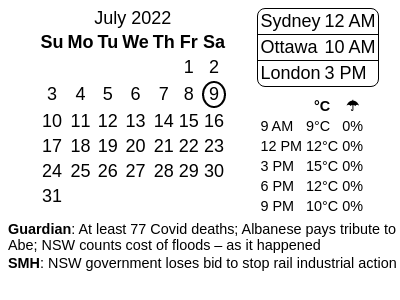 July 2022
Su Mo Tu We Th Fr Sa
1 2
3 4 5 6 7 8 9
10 11 12 13 14 15 16
17 18 19 20 21 22 23
24 25 26 27 28 29 30
31
Sydney 12 AM
Ottawa 10 AM
London 3 PM
°C ☂
9 AM 9°C 0%
12 PM 12°C 0%
3 PM 15°C 0%
6 PM 12°C 0%
9 PM 10°C 0%
Guardian: At least 77 Covid deaths; Albanese pays tribute to
Abe; NSW counts cost of floods – as it happened
SMH: NSW government loses bid to stop rail industrial action